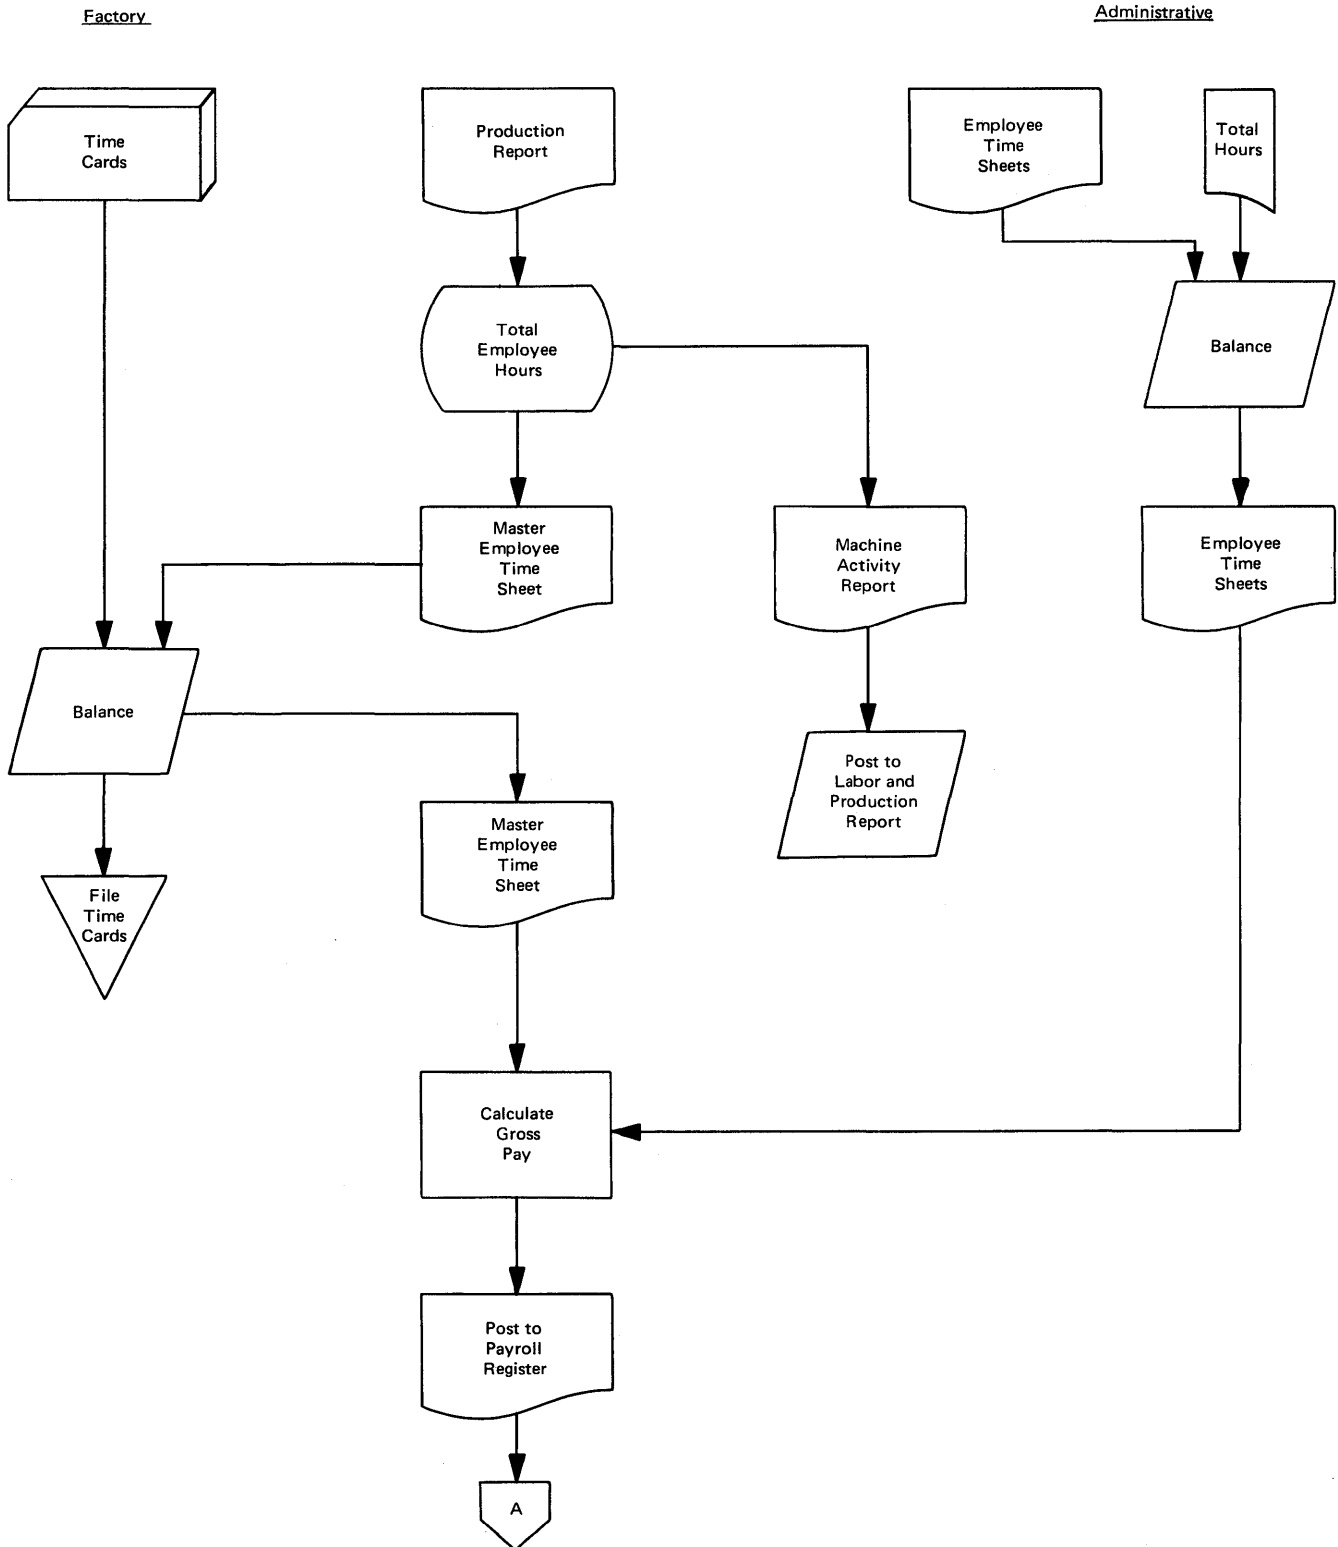 Factory
Administrative
Time
Cards
Production
Report
Employee
Time
Sheets
Total
Hours
Total
Employee
Hours
Balance
Master
Employee
Time
Sheet
Machine
Activity
Report
Employee
Time
Sheets
Balance
Post to
Labor and
Production
Report
Master
Employee
Time
Sheet
File
Time
Cards
Calculate
Gross
Pay
Post to
Payroll
Register
A